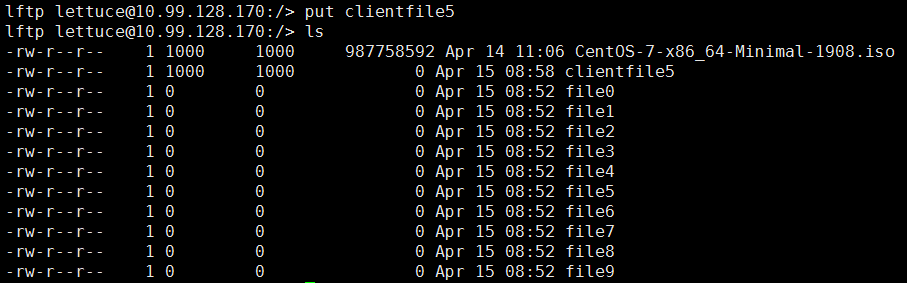 lftp lettuce@10.99.128.170:/> put clientfile5
lftp lettuce@10.99.128.170:/> ls
-rw-r--r--    1 1000     1000     987758592 Apr 14 11:06 CentOS-7-x86_64-Minimal-1908.iso
-rw-r--r--    1 1000     1000            0 Apr 15 08:58 clientfile5
-rw-r--r--    1 0        0               0 Apr 15 08:52 file0
-rw-r--r--    1 0        0               0 Apr 15 08:52 file1
-rw-r--r--    1 0        0               0 Apr 15 08:52 file2
-rw-r--r--    1 0        0               0 Apr 15 08:52 file3
-rw-r--r--    1 0        0               0 Apr 15 08:52 file4
-rw-r--r--    1 0        0               0 Apr 15 08:52 file5
-rw-r--r--    1 0        0               0 Apr 15 08:52 file6
-rw-r--r--    1 0        0               0 Apr 15 08:52 file7
-rw-r--r--    1 0        0               0 Apr 15 08:52 file8
-rw-r--r--    1 0        0               0 Apr 15 08:52 file9